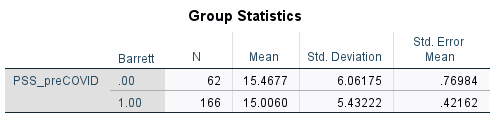 Group Statistics
Barrett N Mean Std. Deviation Std. Error Mean
PSS_preCOVID .00 62 15.4677 6.06175 .76984
1.00 166 15.0060 5.43222 .42162